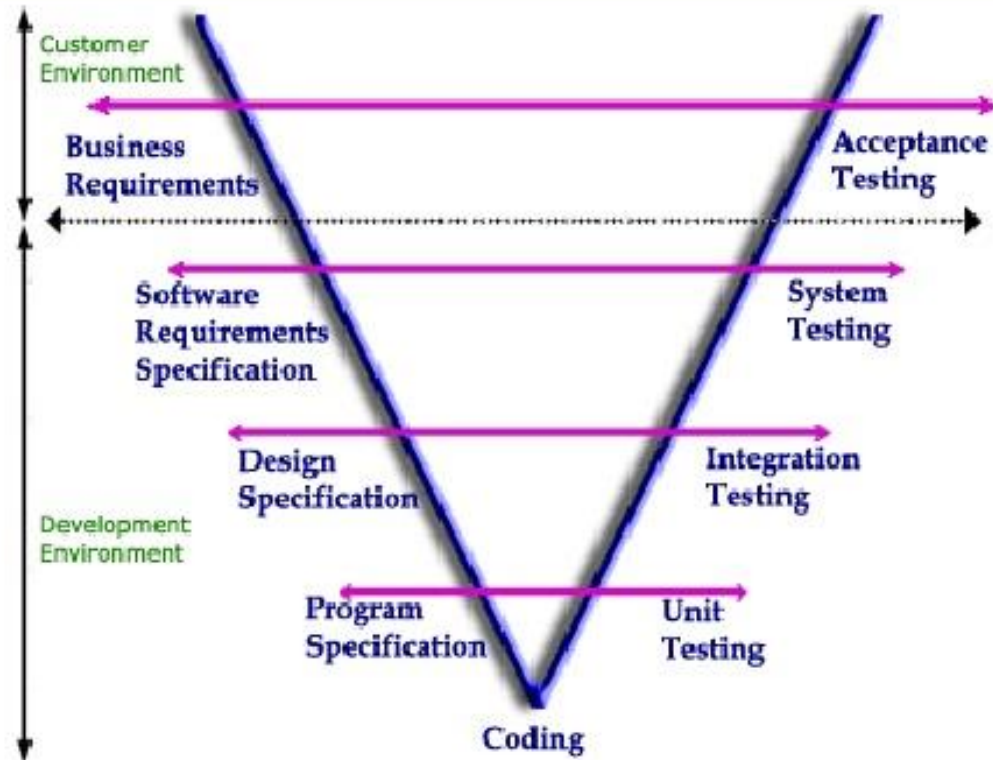 Customer
Environment
Business
Requirements
Acceptance
Testing
Software
Requirements
Specification
System
Testing
Design
Specification
Integration
Testing
Development
Environment
Program
Specification
Unit
Testing
Coding